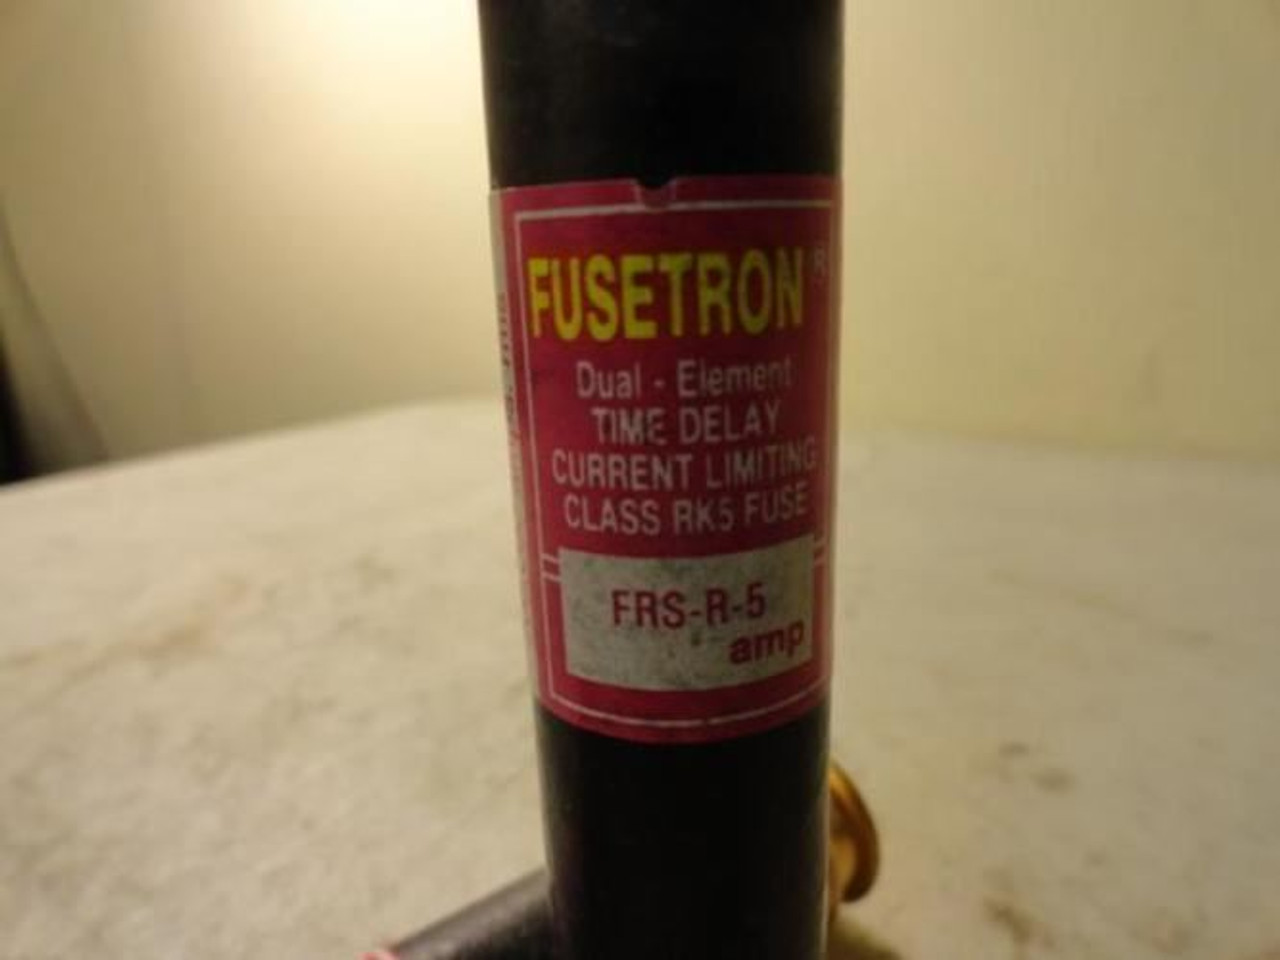 FUSETRON®
Dual - Element
TIME DELAY
CURRENT LIMITING
CLASS RK5 FUSE
FRS-R-5
amp